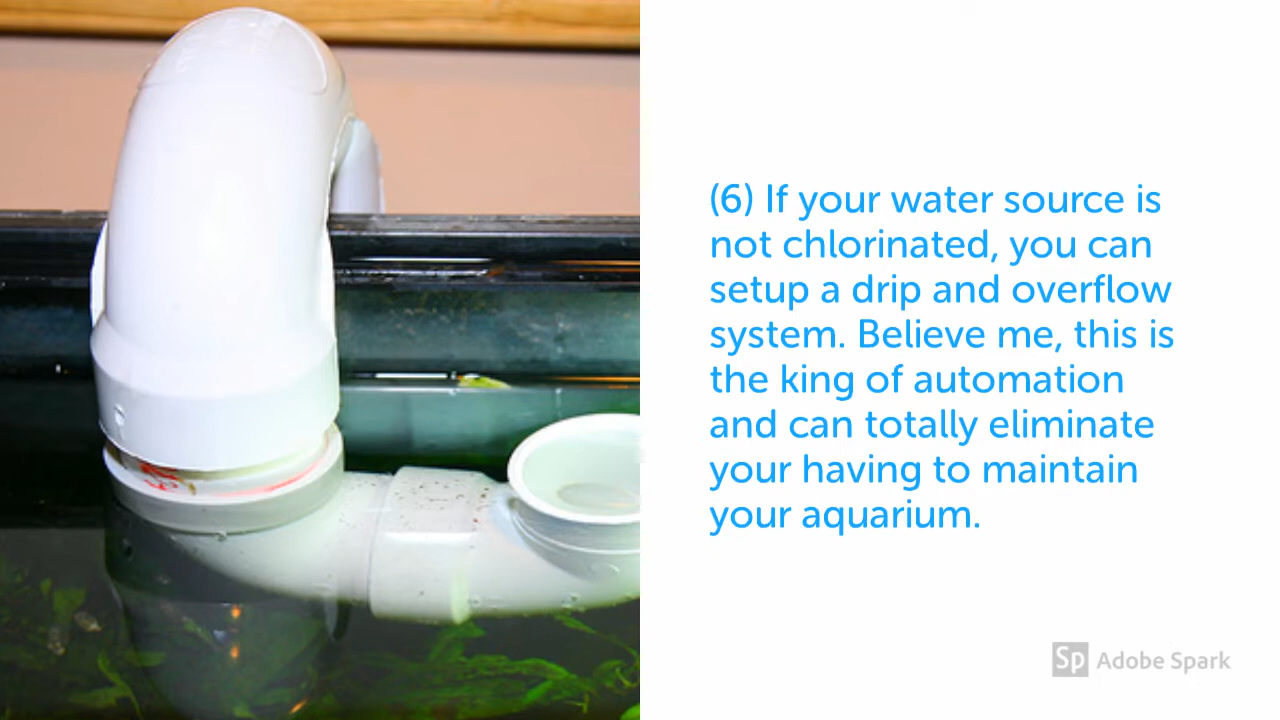 (6) If your water source is
not chlorinated, you can
setup a drip and overflow
system. Believe me, this is
the king of automation
and can totally eliminate
your having to maintain
your aquarium.
Sp Adobe Spark